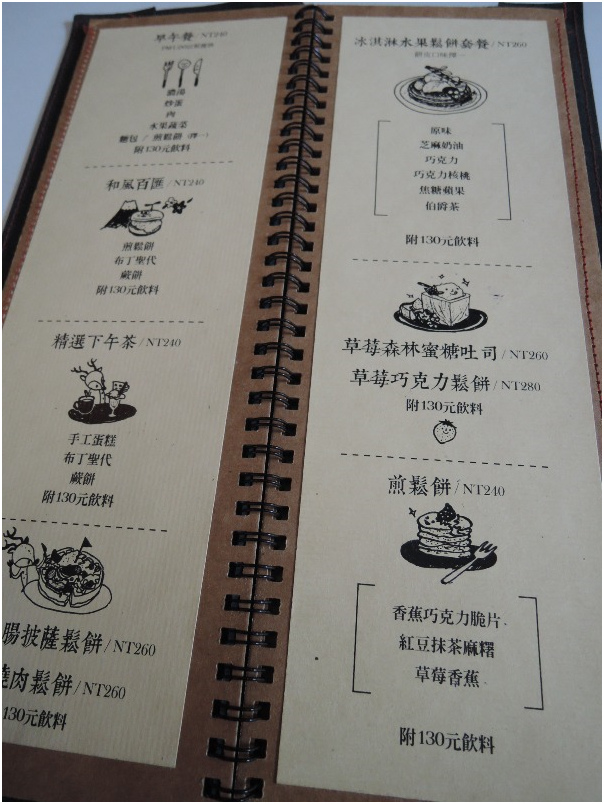 早午餐/NT240
濃湯
炒蛋
肉
水果蔬菜
麵包 / 煎鬆餅 (擇一)
附130元飲料
和風百匯/NT240
煎鬆餅
布丁聖代
蕨餅
附130元飲料
精選下午茶/NT240
手工蛋糕
布丁聖代
蕨餅
附130元飲料
腸披薩鬆餅/NT260
燒肉鬆餅/NT260
130元飲料
冰淇淋水果鬆餅套餐/NT260
原味
芝麻奶油
巧克力
巧克力核桃
焦糖蘋果
伯爵茶
附130元飲料
草莓森林蜜糖吐司/NT260
草莓巧克力鬆餅/NT280
附130元飲料
煎鬆餅/NT240
香蕉巧克力脆片、
紅豆抹茶麻糬
草莓香蕉
附130元飲料